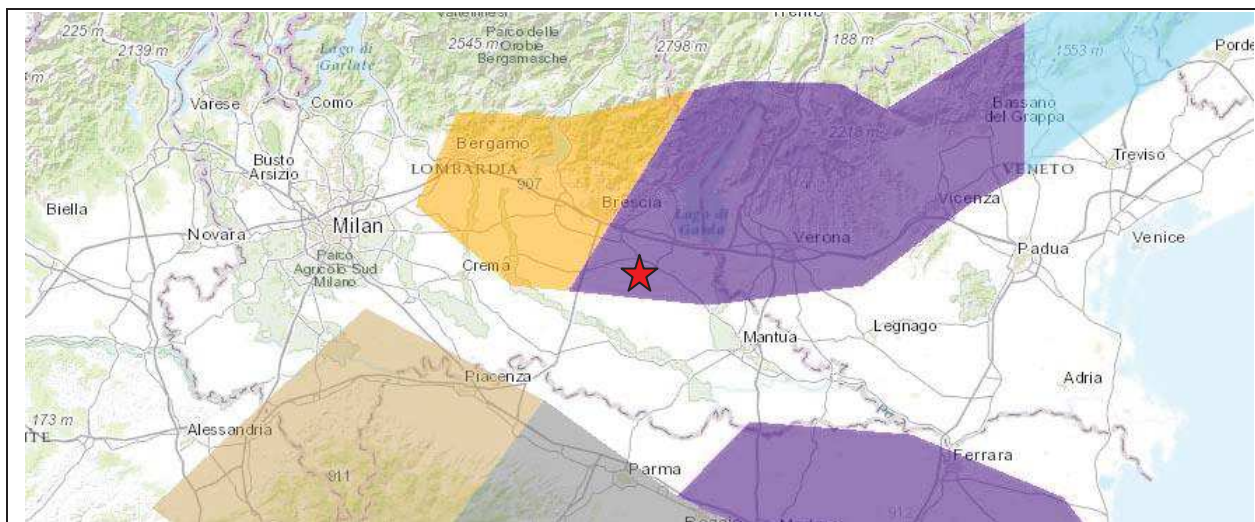 225 m
2139 m
Lago di
Garlate
2545 m
Parco delle
Orobie
Bergamasche
2798 m
Trento
188 m
1553 m
Porde
Varese
Como
Bassano
del Grappa
Bergamo
2218 m
Busto
Arsizio
LOMBARDIA
907
VENETO
Treviso
Biella
Brescia
Lago di
Garda
Vicenza
Novara
Milan
Verona
Venice
Padua
Parco
Agricolo Sud
Milano
Crema
Legnago
Mantua
Piacenza
Adria
173 m
Po
Alessandria
Ferrara
Parma
911
912